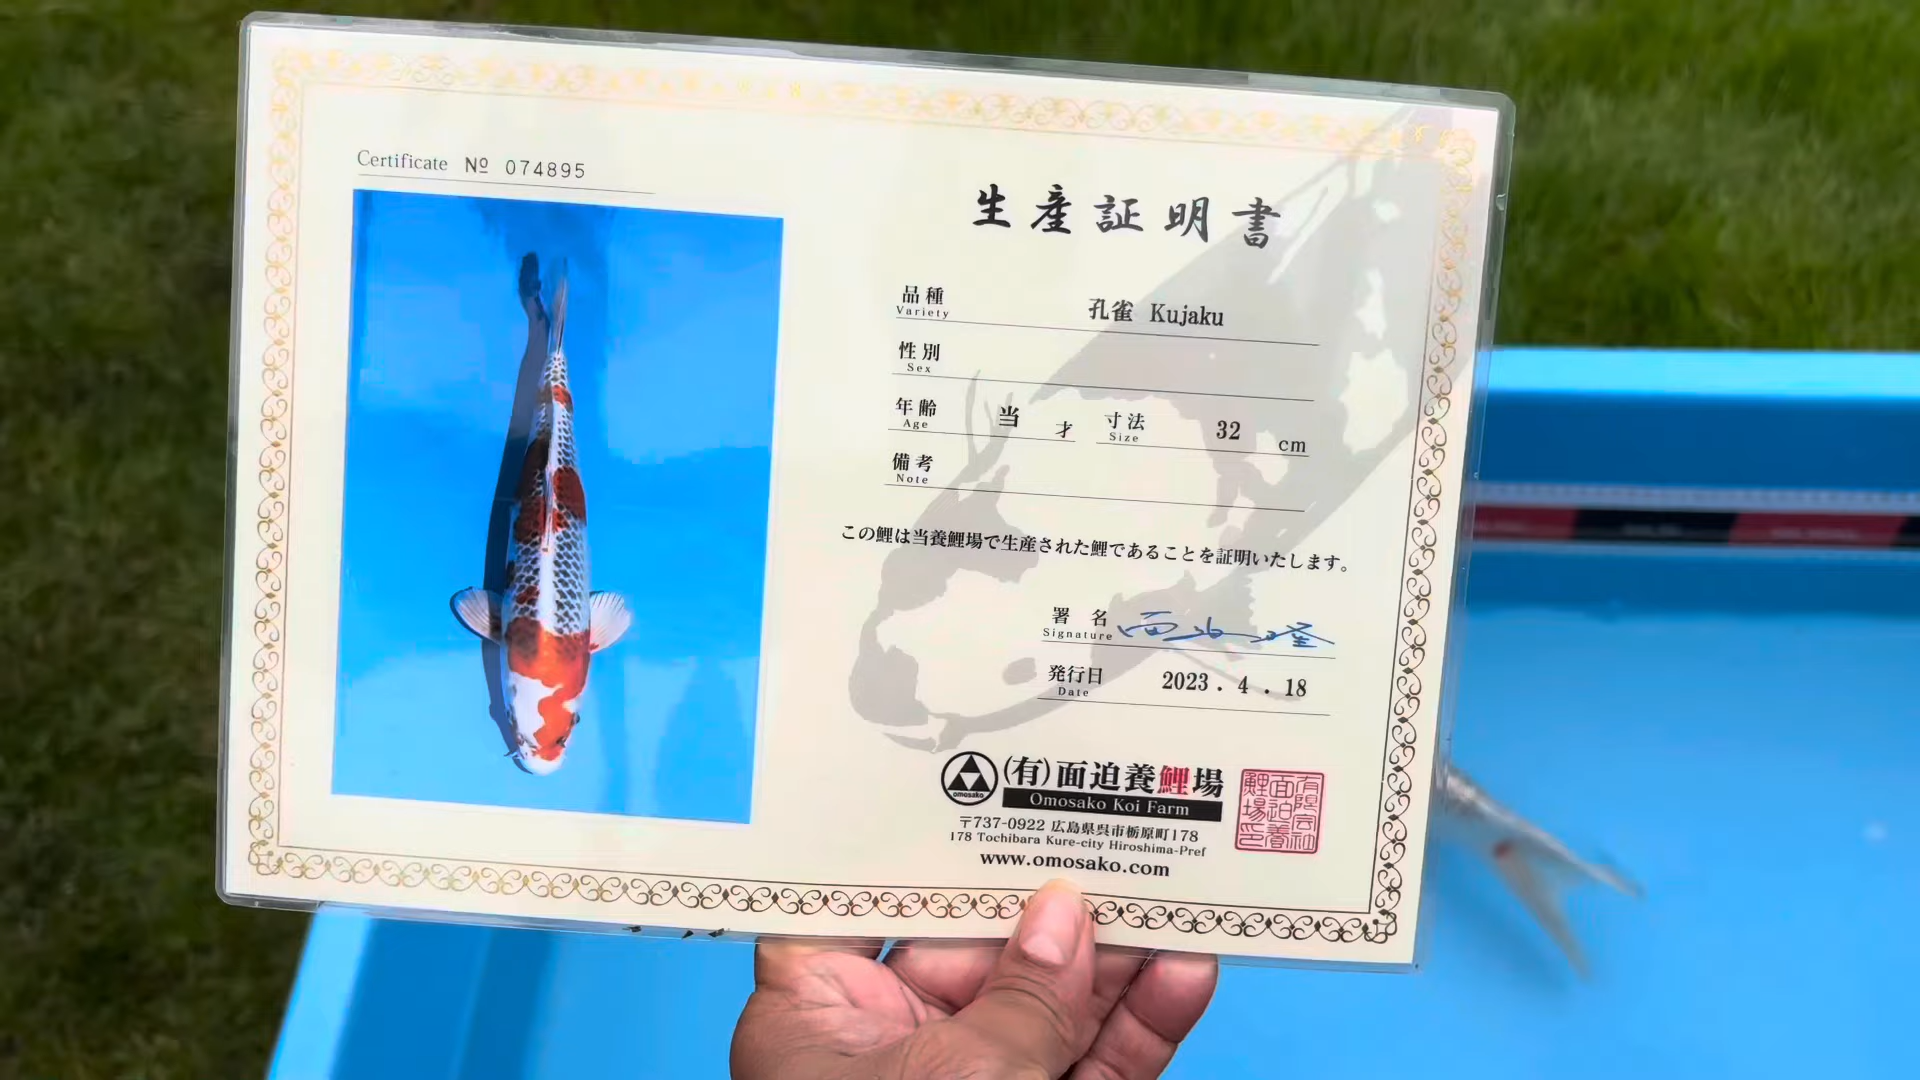 Certificate Nº 074895
生産証明書
品種 孔雀 Kujaku
Variety
性別
Sex
年齢 当 才 寸法 32 cm
Age Size
備考
Note
この鯉は当養鯉場で生産された鯉であることを証明いたします。
署名
Signature
発行日 2023.4.18
Date
(有)面迫養鯉場
omosako
Omosako Koi Farm
〒737-0922 広島県呉市栃原町178
178 Tochibara Kure-city Hiroshima-Pref
www.omosako.com